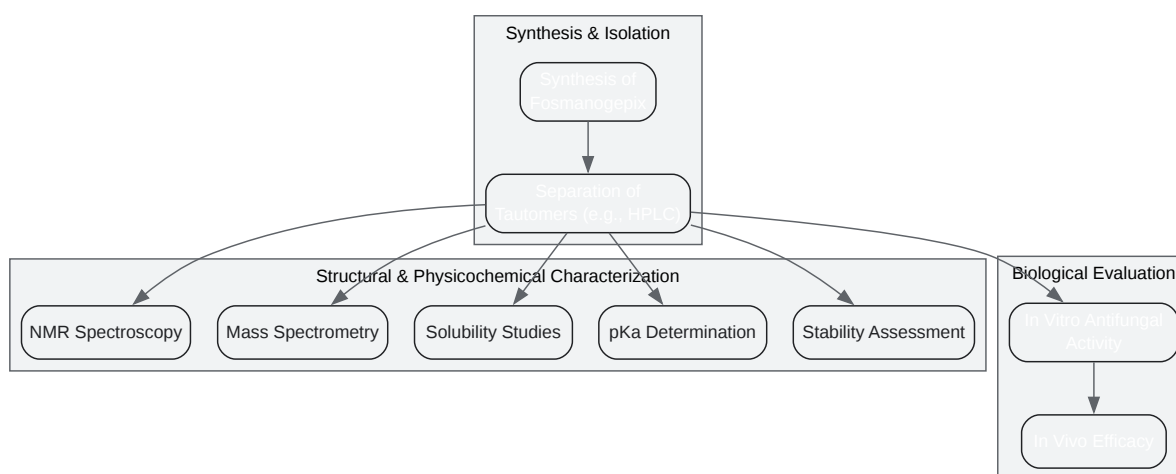 Synthesis & Isolation
Synthesis of
Fosmanogepix
Separation of
Tautomers (e.g., HPLC)
Structural & Physicochemical Characterization
NMR Spectroscopy
Mass Spectrometry
Solubility Studies
pKa Determination
Stability Assessment
Biological Evaluation
In Vitro Antifungal
Activity
In Vivo Efficacy